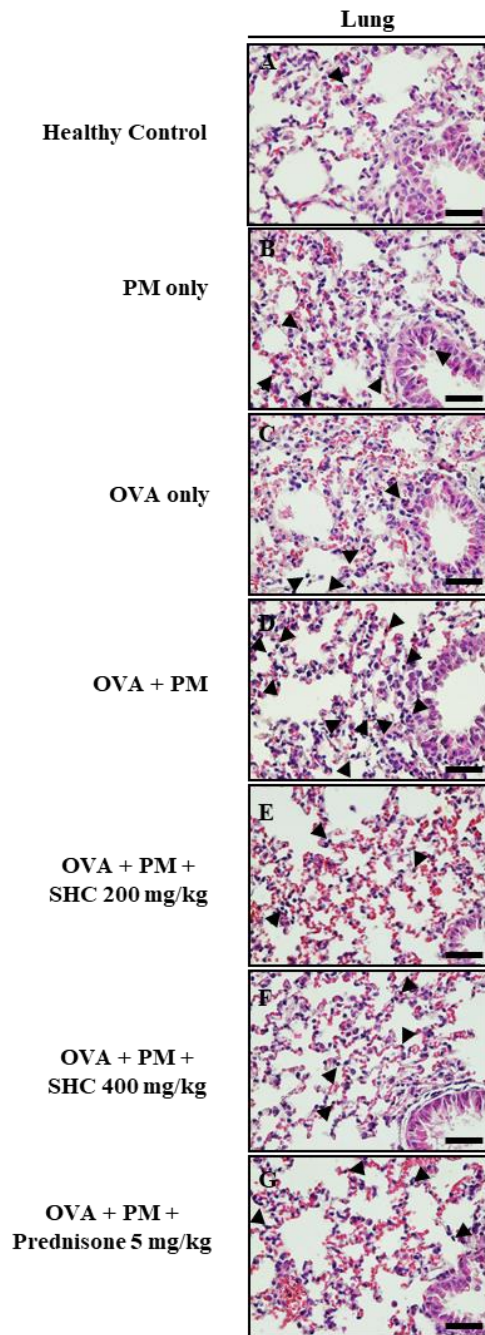 Lung
A
Healthy Control
B
PM only
C
OVA only
D
OVA + PM
E
OVA + PM +
SHC 200 mg/kg
F
OVA + PM +
SHC 400 mg/kg
G
OVA + PM +
Prednisone 5 mg/kg